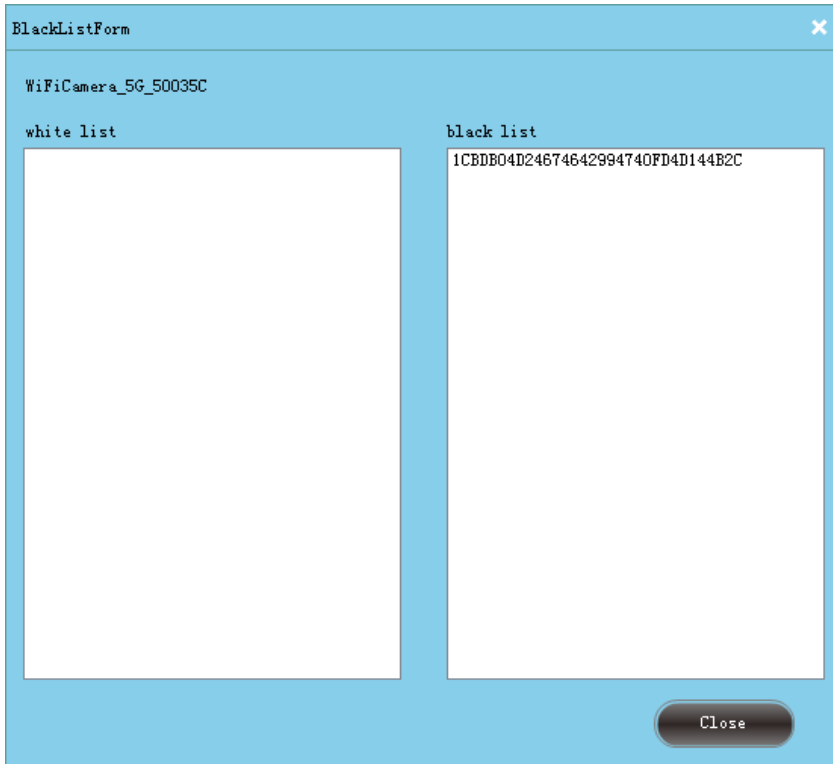 BlackListForm
WiFiCamera_5G_50035C
white list
black list
1CBDB04D24674642994740FD4D144B2C
Close